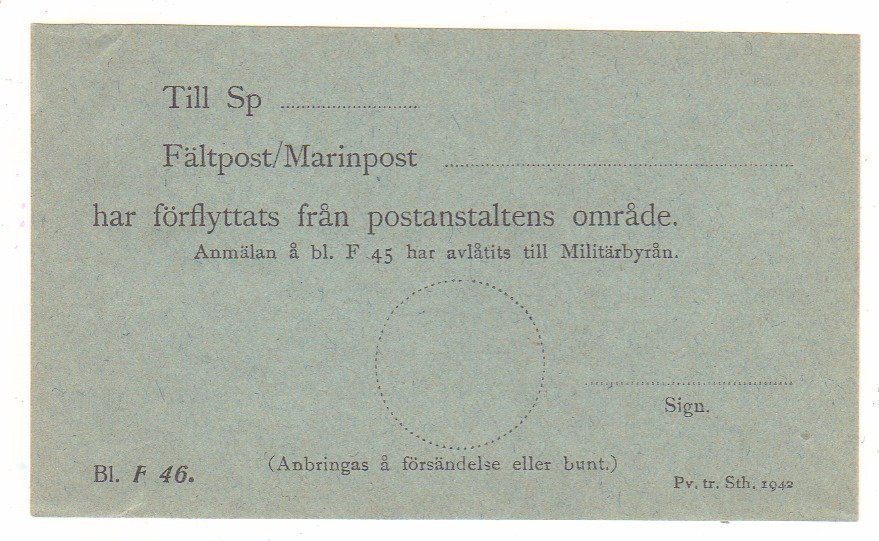 Till Sp ....................
Fältpost/Marinpost ..................................................
har förflyttats från postanstaltens område.
Anmälan å bl. F 45 har avlåtits till Militärbyrån.
..............................
Sign.
(Anbringas å försändelse eller bunt.)
Bl. F 46.
Pv. tr. Sth. 1942